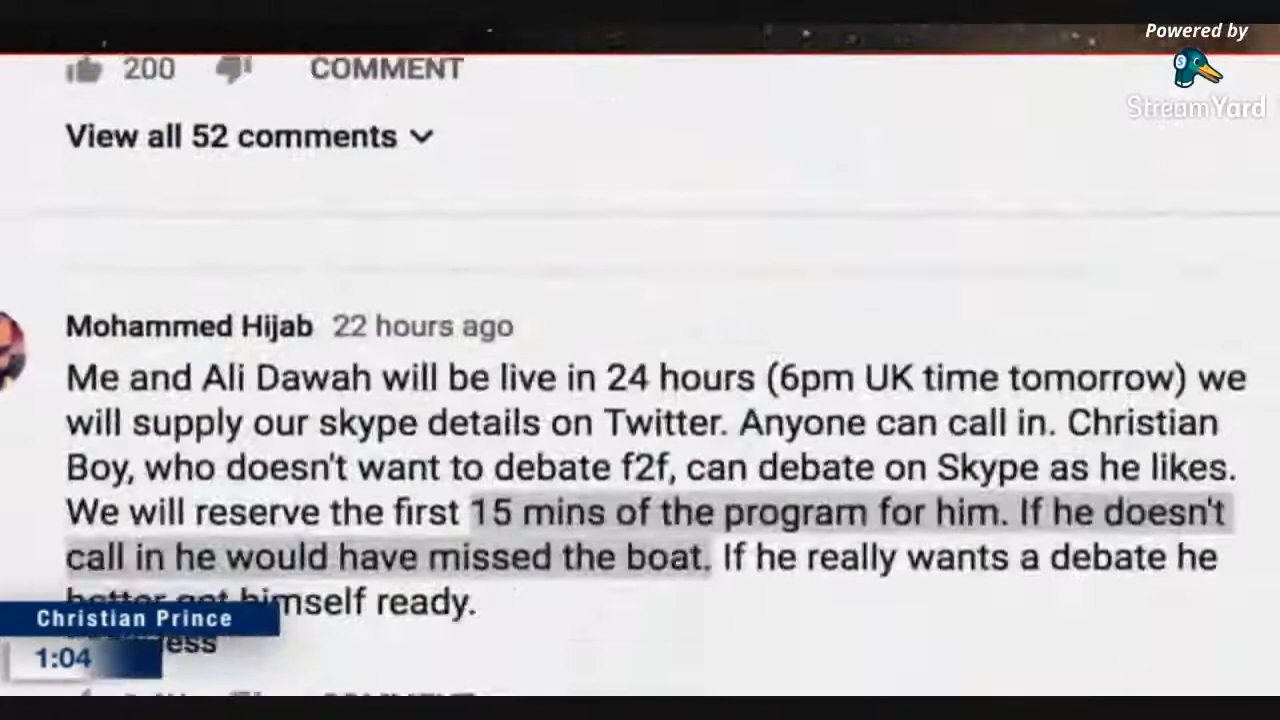 Powered by
StreamYard
200 COMMENT
View all 52 comments
Mohammed Hijab 22 hours ago
Me and Ali Dawah will be live in 24 hours (6pm UK time tomorrow) we
will supply our skype details on Twitter. Anyone can call in. Christian
Boy, who doesn't want to debate f2f, can debate on Skype as he likes.
We will reserve the first 15 mins of the program for him. If he doesn't
call in he would have missed the boat. If he really wants a debate he
better get himself ready.
Christian Prince
1:04